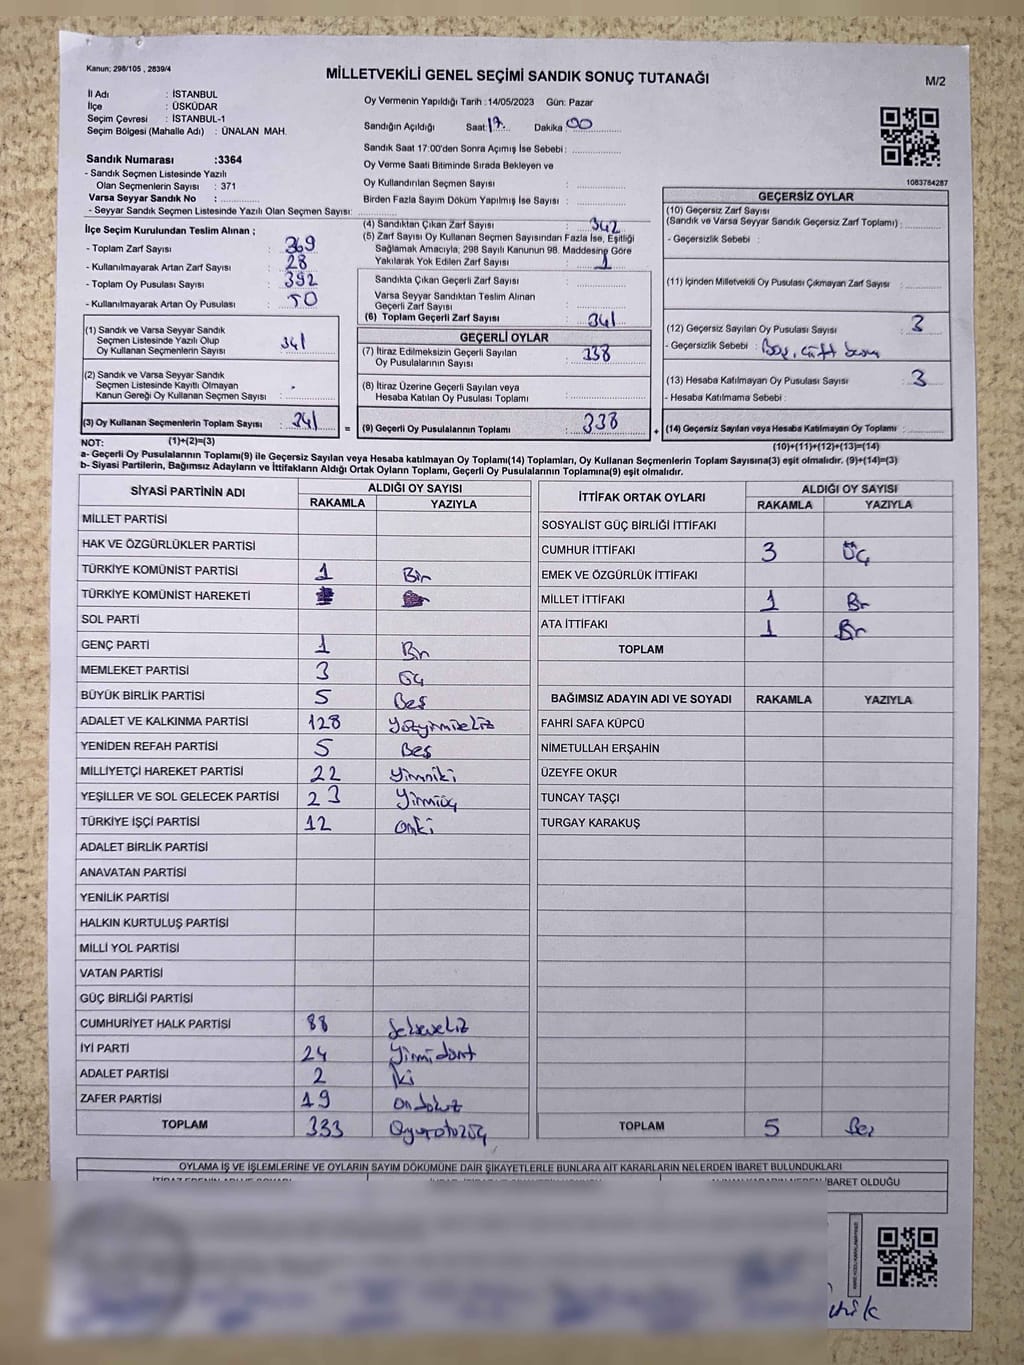 Kanun; 298/105 , 2839/4
MİLLETVEKİLİ GENEL SEÇİMİ SANDIK SONUÇ TUTANAĞI
M/2
İl Adı : İSTANBUL
İlçe : ÜSKÜDAR
Seçim Çevresi : İSTANBUL-1
Seçim Bölgesi (Mahalle Adı) : ÜNALAN MAH.
Sandık Numarası :3364
- Sandık Seçmen Listesinde Yazılı
Olan Seçmenlerin Sayısı : 371
Varsa Seyyar Sandık No :
- Seyyar Sandık Seçmen Listesinde Yazılı Olan Seçmen Sayısı:
Oy Vermenin Yapıldığı Tarih :14/05/2023 Gün: Pazar
Sandığın Açıldığı Saat:17 Dakika 00
Sandık Saat 17:00'den Sonra Açımış İse Sebebi :
Oy Verme Saati Bitiminde Sırada Bekleyen ve
Oy Kullandırılan Seçmen Sayısı :
Birden Fazla Sayım Döküm Yapılmış İse Sayısı :
1083764287
İlçe Seçim Kurulundan Teslim Alınan ;
- Toplam Zarf Sayısı : 369
- Kullanılmayarak Artan Zarf Sayısı : 28
- Toplam Oy Pusulası Sayısı : 392
- Kullanılmayarak Artan Oy Pusulası : 50
(1) Sandık ve Varsa Seyyar Sandık
Seçmen Listesinde Yazılı Olup
Oy Kullanan Seçmenlerin Sayısı : 341
(2) Sandık ve Varsa Seyyar Sandık
Seçmen Listesinde Kayıtlı Olmayan
Kanun Gereği Oy Kullanan Seçmen Sayısı :
(3) Oy Kullanan Seçmenlerin Toplam Sayısı : 341
(4) Sandıktan Çıkan Zarf Sayısı : 342
(5) Zarf Sayısı Oy Kullanan Seçmen Sayısından Fazla İse, Eşitliği
Sağlamak Amacıyla; 298 Sayılı Kanunun 98. Maddesine Göre
Yakılarak Yok Edilen Zarf Sayısı : 1
Sandıkta Çıkan Geçerli Zarf Sayısı :
Varsa Seyyar Sandıktan Teslim Alınan
Geçerli Zarf Sayısı :
(6) Toplam Geçerli Zarf Sayısı : 341
GEÇERLİ OYLAR
(7) İtiraz Edilmeksizin Geçerli Sayılan
Oy Pusulalarının Sayısı : 338
(8) İtiraz Üzerine Geçerli Sayılan veya
Hesaba Katılan Oy Pusulası Toplamı :
= (9) Geçerli Oy Pusulalarının Toplamı : 338
GEÇERSİZ OYLAR
(10) Geçersiz Zarf Sayısı
(Sandık ve Varsa Seyyar Sandık Geçersiz Zarf Toplamı) :
- Geçersizlik Sebebi :
(11) İçinden Milletvekili Oy Pusulası Çıkmayan Zarf Sayısı :
(12) Geçersiz Sayılan Oy Pusulası Sayısı : 3
- Geçersizlik Sebebi : Boş, çift
(13) Hesaba Katılmayan Oy Pusulası Sayısı : 3
- Hesaba Katılmama Sebebi :
+ (14) Geçersiz Sayılan veya Hesaba Katılmayan Oy Toplamı :
NOT: (1)+(2)=(3)
(10)+(11)+(12)+(13)=(14)
a- Geçerli Oy Pusulasının Toplamı(9) ile Geçersiz Sayılan veya Hesaba katılmayan Oy Toplamı(14) Toplamları, Oy Kullanan Seçmenlerin Toplam Sayısına(3) eşit olmalıdır. (9)+(14)=(3)
b- Siyasi Partilerin, Bağımsız Adayların ve İttifakların Aldığı Ortak Oyların Toplamı, Geçerli Oy Pusulalarının Toplamına(9) eşit olmalıdır.
SİYASİ PARTİNİN ADI ALDIĞI OY SAYISI
RAKAMLA YAZIYLA
MİLLET PARTİSİ
HAK VE ÖZGÜRLÜKLER PARTİSİ
TÜRKİYE KOMÜNİST PARTİSİ 1 Bir
TÜRKİYE KOMÜNİST HAREKETİ
SOL PARTİ
GENÇ PARTİ 1 Bir
MEMLEKET PARTİSİ 3 Üç
BÜYÜK BİRLİK PARTİSİ 5 Beş
ADALET VE KALKINMA PARTİSİ 128 Yüzyirmisekiz
YENİDEN REFAH PARTİSİ 5 Beş
MİLLİYETÇİ HAREKET PARTİSİ 22 Yirmiiki
YEŞİLLER VE SOL GELECEK PARTİSİ 23 Yirmiüç
TÜRKİYE İŞÇİ PARTİSİ 12 Oniki
ADALET BİRLİK PARTİSİ
ANAVATAN PARTİSİ
YENİLİK PARTİSİ
HALKIN KURTULUŞ PARTİSİ
MİLLİ YOL PARTİSİ
VATAN PARTİSİ
GÜÇ BİRLİĞİ PARTİSİ
CUMHURİYET HALK PARTİSİ 88 Seksensekiz
İYİ PARTİ 24 Yirmidört
ADALET PARTİSİ 2 İki
ZAFER PARTİSİ 19 Ondokuz
TOPLAM 333 Üçyüzotuzüç
İTTİFAK ORTAK OYLARI ALDIĞI OY SAYISI
RAKAMLA YAZIYLA
SOSYALİST GÜÇ BİRLİĞİ İTTİFAKI
CUMHUR İTTİFAKI 3 Üç
EMEK VE ÖZGÜRLÜK İTTİFAKI
MİLLET İTTİFAKI 1 Bir
ATA İTTİFAKI 1 Bir
TOPLAM
BAĞIMSIZ ADAYIN ADI VE SOYADI RAKAMLA YAZIYLA
FAHRİ SAFA KÜPCÜ
NİMETULLAH ERŞAHİN
ÜZEYFE OKUR
TUNCAY TAŞÇI
TURGAY KARAKUŞ
TOPLAM 5 Beş
OYLAMA İŞ VE İŞLEMLERİNE VE OYLARIN SAYIM DÖKÜMÜNE DAİR ŞİKAYETLERLE BUNLARA AİT KARARLARIN NELERDEN İBARET BULUNDUKLARI
İBARET OLDUĞU